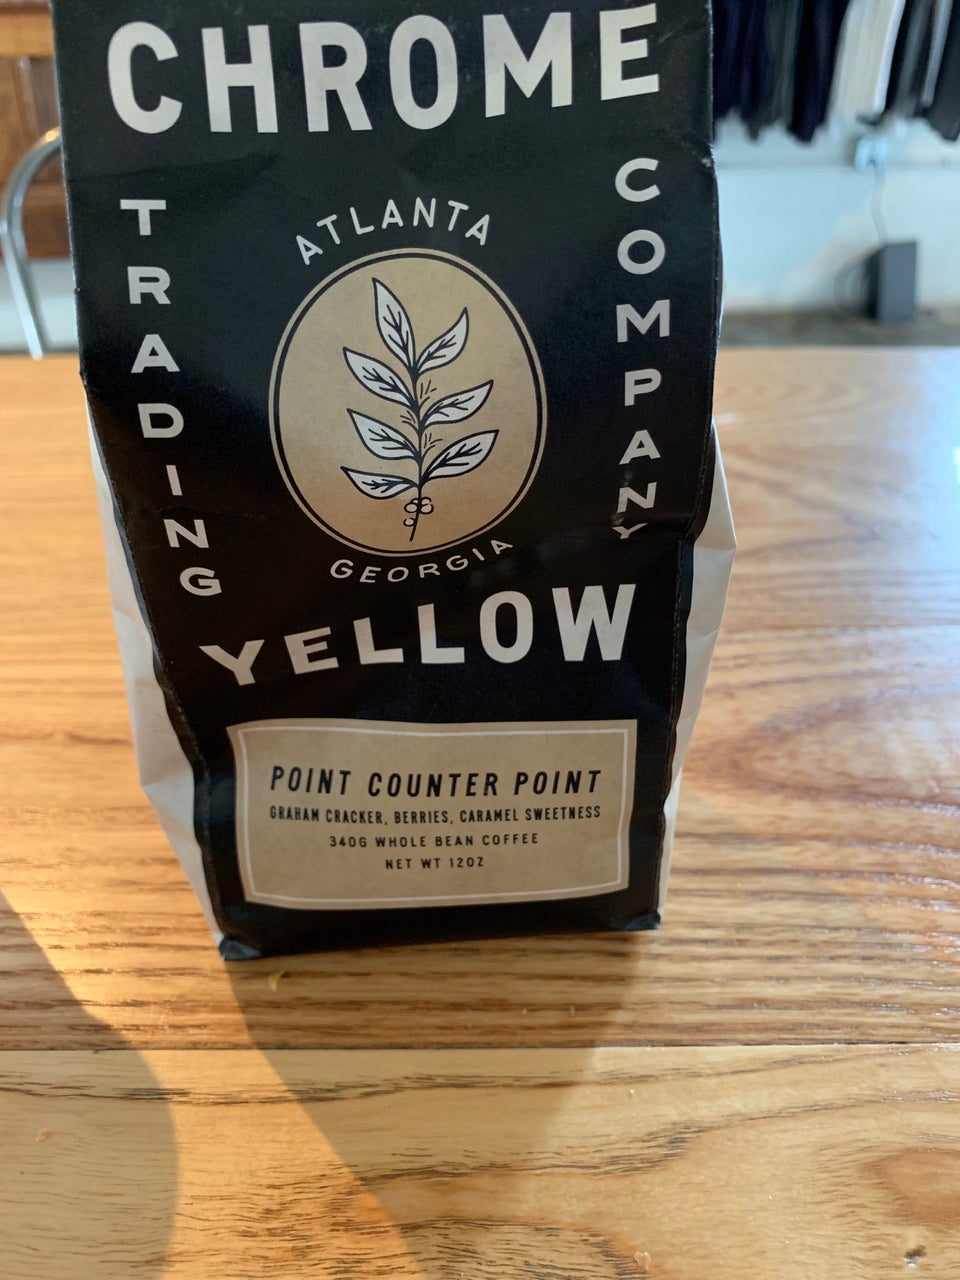 CHROME
TRADING
COMPANY
ATLANTA
GEORGIA
YELLOW
POINT COUNTER POINT
GRAHAM CRACKER, BERRIES, CARAMEL SWEETNESS
340G WHOLE BEAN COFFEE
NET WT 12OZ